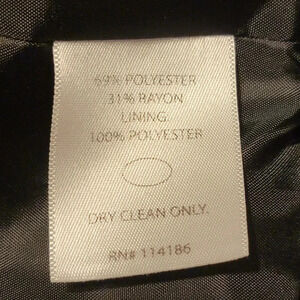 69% POLYESTER
31% RAYON
LINING:
100% POLYESTER
DRY CLEAN ONLY.
RN# 114186